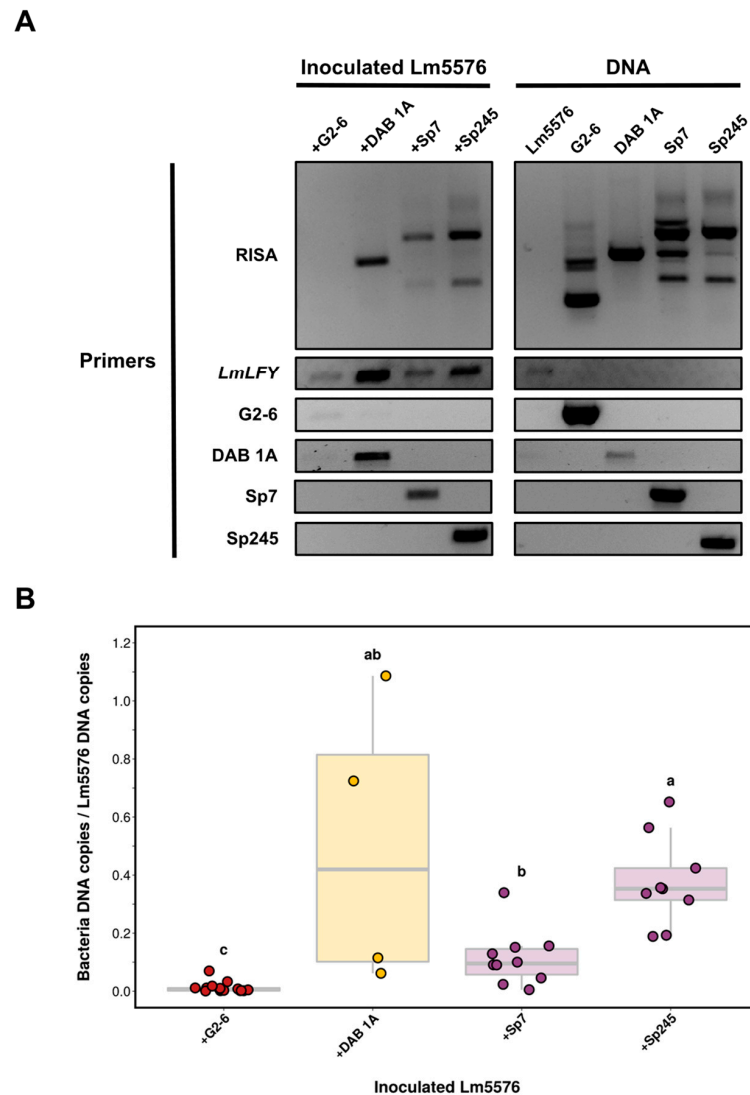 A
Inoculated Lm5576
DNA
+G2-6
+DAB 1A
+Sp7
+Sp245
Lm5576
G2-6
DAB 1A
Sp7
Sp245
Primers
RISA
LmLFY
G2-6
DAB 1A
Sp7
Sp245
B
Bacteria DNA copies / Lm5576 DNA copies
1.2
1.0
0.8
0.6
0.4
0.2
0.0
c
ab
b
a
+G2-6
+DAB 1A
+Sp7
+Sp245
Inoculated Lm5576